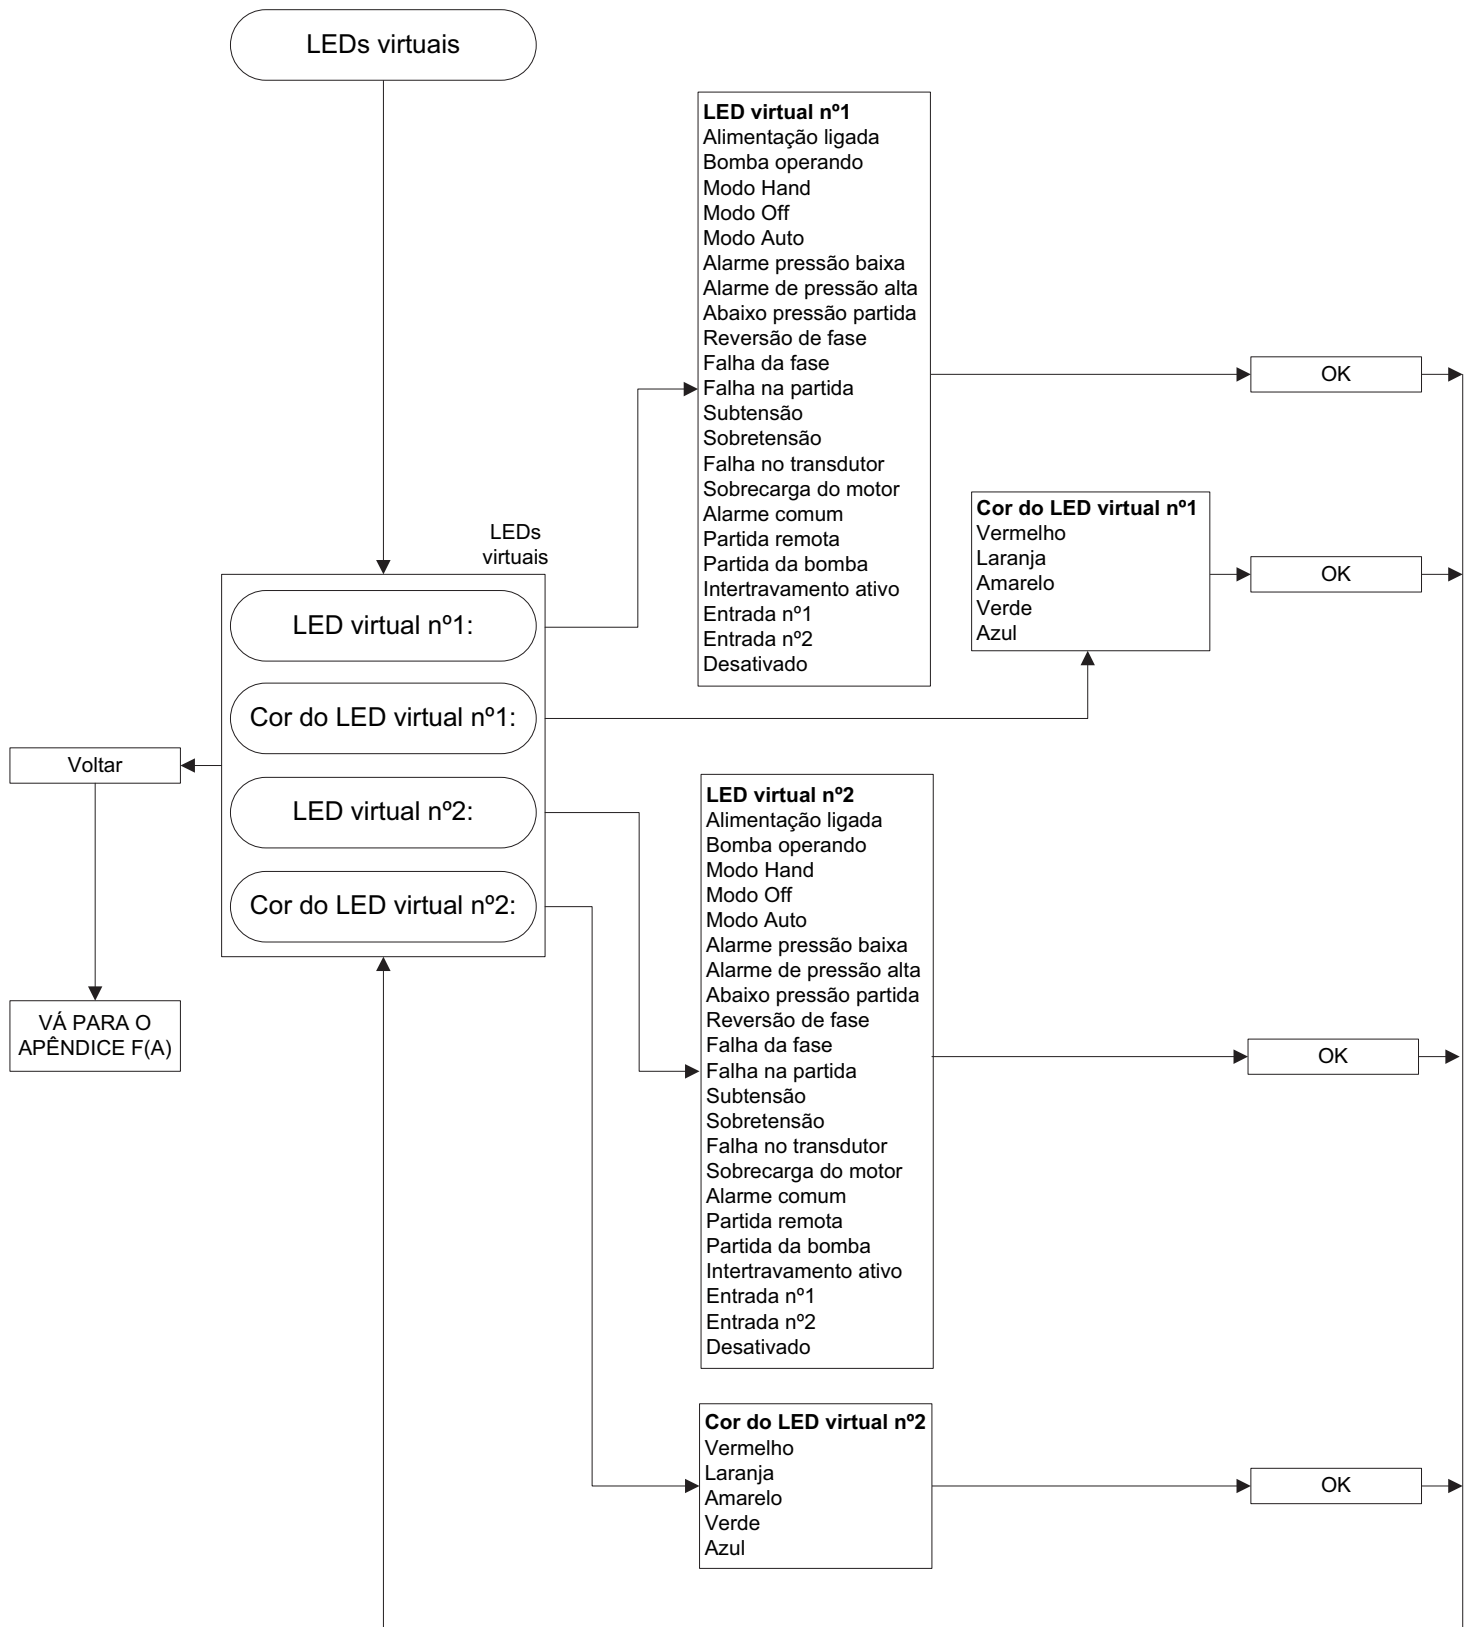 LEDs virtuais
LED virtual nº1
Alimentação ligada
Bomba operando
Modo Hand
Modo Off
Modo Auto
Alarme pressão baixa
Alarme de pressão alta
Abaixo pressão partida
Reversão de fase
Falha da fase
Falha na partida
Subtensão
Sobretensão
Falha no transdutor
Sobrecarga do motor
Alarme comum
Partida remota
Partida da bomba
Intertravamento ativo
Entrada nº1
Entrada nº2
Desativado
OK
Cor do LED virtual nº1
Vermelho
Laranja
Amarelo
Verde
Azul
OK
LEDs
virtuais
LED virtual nº1:
Cor do LED virtual nº1:
LED virtual nº2:
Cor do LED virtual nº2:
Voltar
VÁ PARA O
APÊNDICE F(A)
LED virtual nº2
Alimentação ligada
Bomba operando
Modo Hand
Modo Off
Modo Auto
Alarme pressão baixa
Alarme de pressão alta
Abaixo pressão partida
Reversão de fase
Falha da fase
Falha na partida
Subtensão
Sobretensão
Falha no transdutor
Sobrecarga do motor
Alarme comum
Partida remota
Partida da bomba
Intertravamento ativo
Entrada nº1
Entrada nº2
Desativado
OK
Cor do LED virtual nº2
Vermelho
Laranja
Amarelo
Verde
Azul
OK